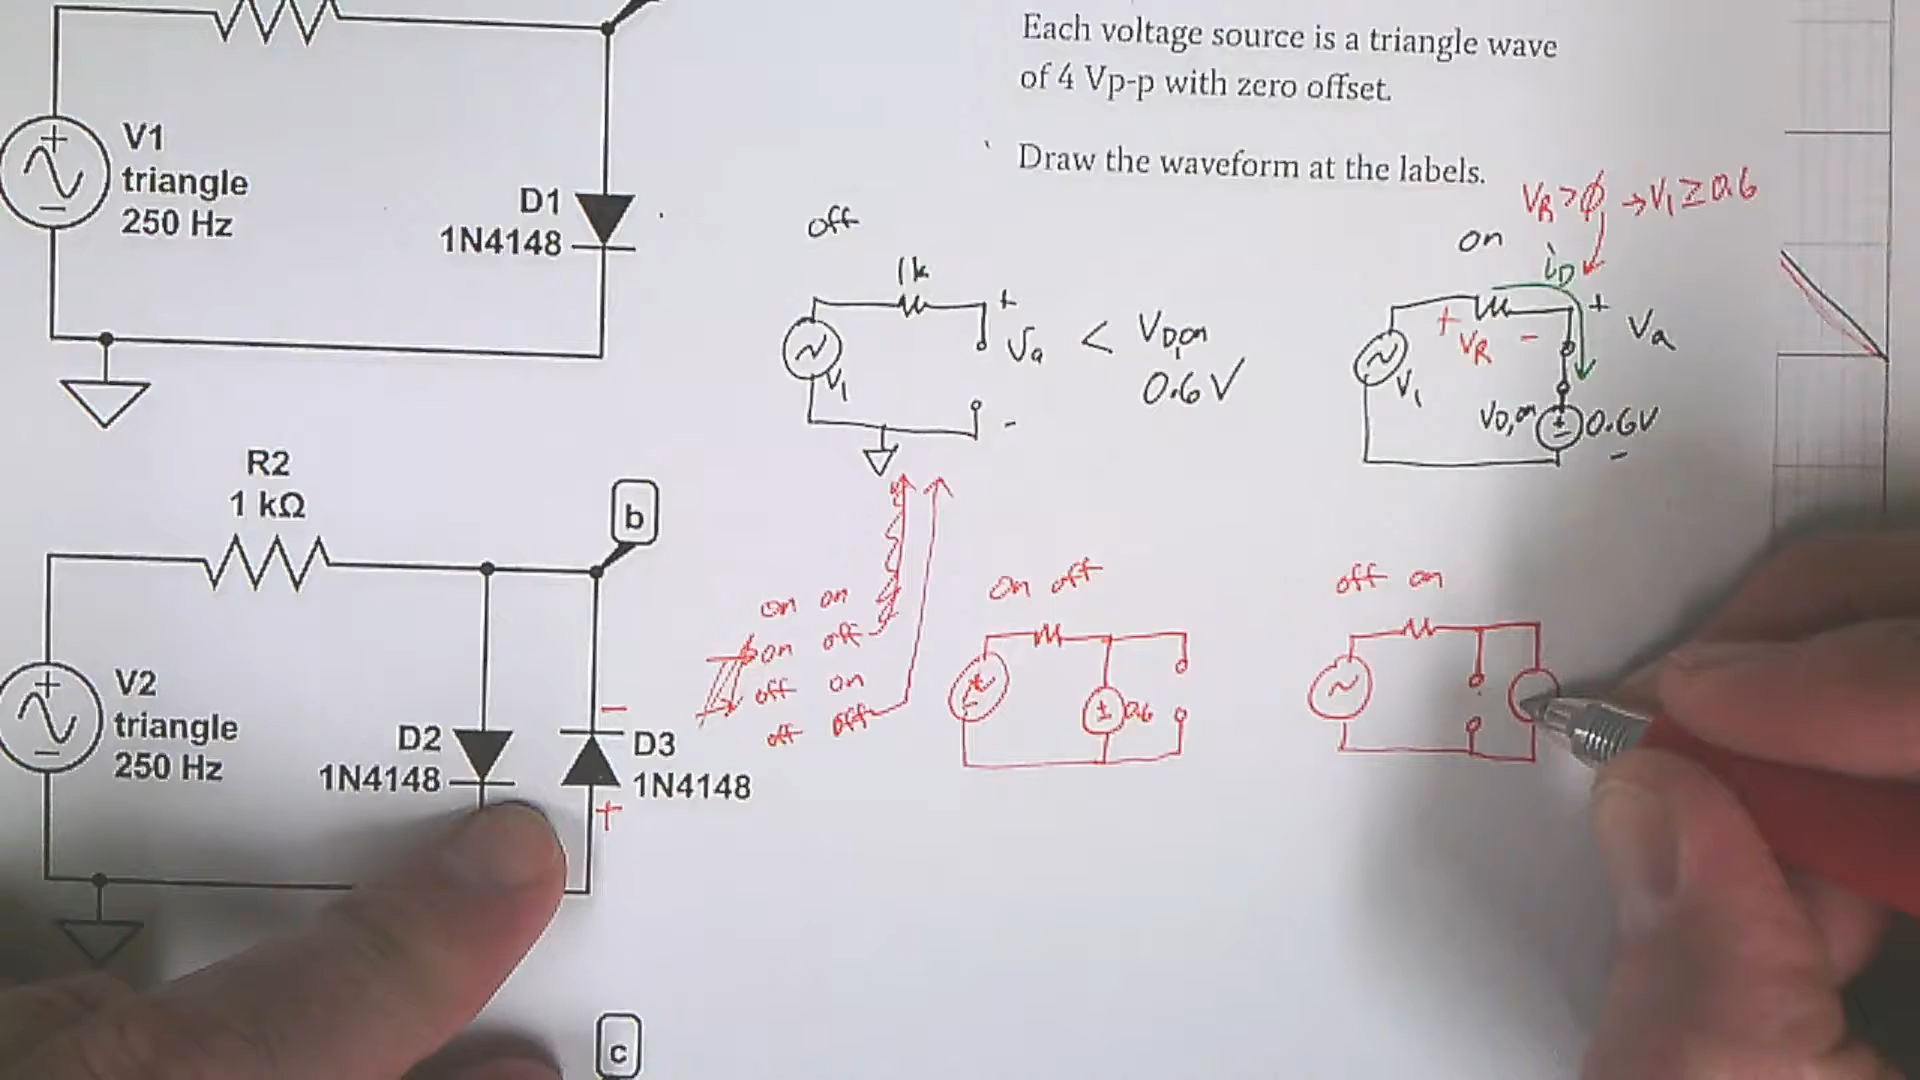 Each voltage source is a triangle wave
of 4 Vp-p with zero offset.
Draw the waveform at the labels.
V1
triangle
250 Hz
D1
1N4148
off
1k
+
Va < VD,on
0.6V
V1
-
VR>ϕ →V1≥0.6
on
iD
+
+ VR -
Va
V1
VD,on
0.6V
-
R2
1 kΩ
b
V2
triangle
250 Hz
D2
1N4148
D3
1N4148
-
+
on on
on off
off on
off off
on off
0.6
off on
c